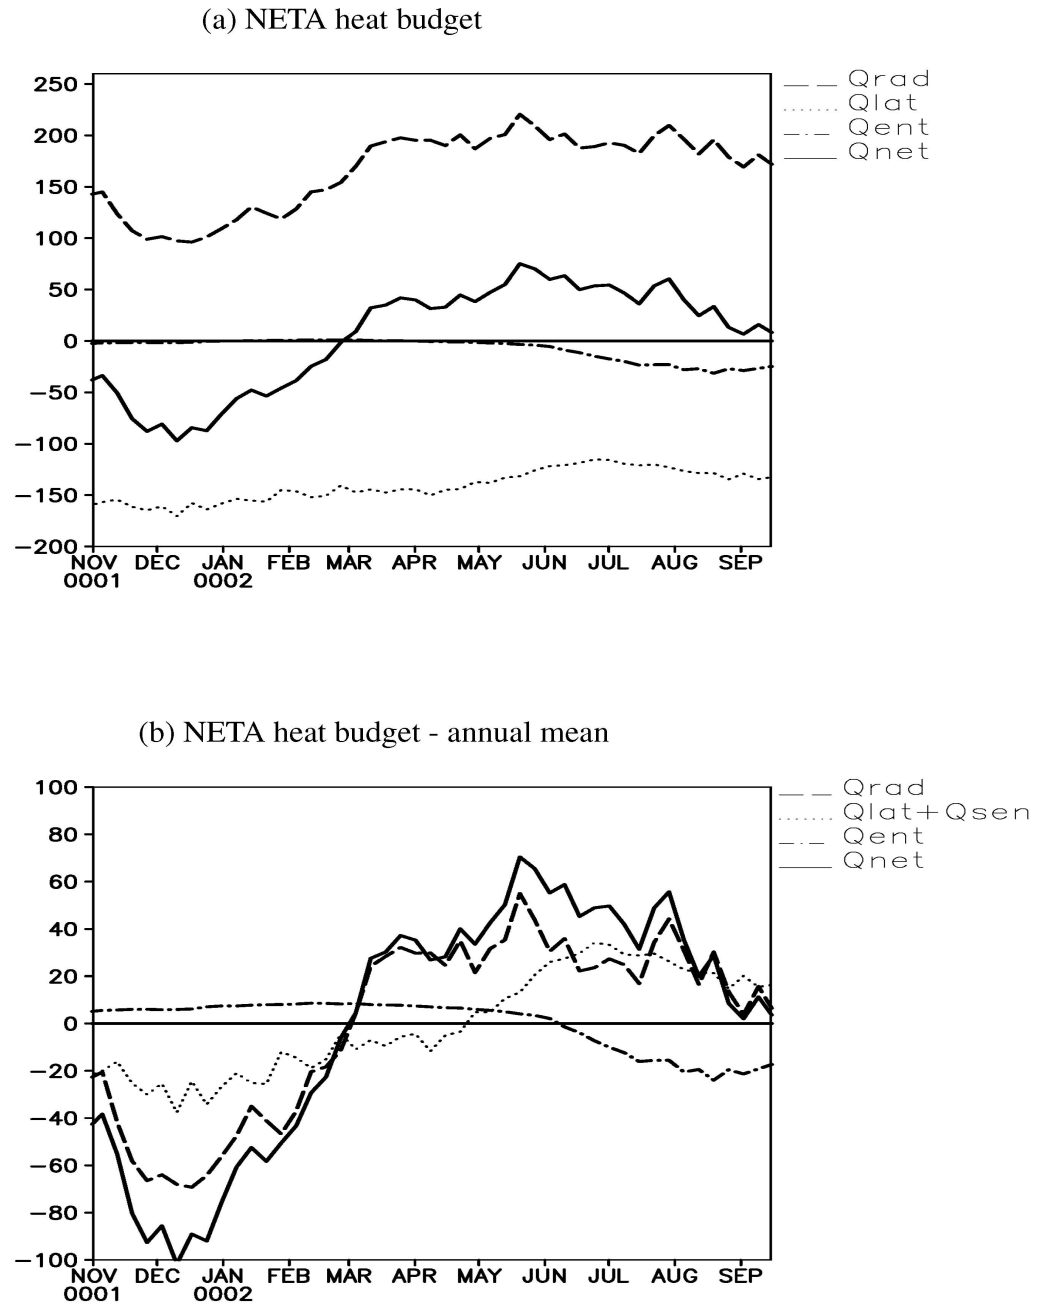 (a) NETA heat budget
250
200
150
100
50
0
−50
−100
−150
−200
NOV DEC JAN FEB MAR APR MAY JUN JUL AUG SEP
0001 0002
Qrad
Qlat
Qent
Qnet
(b) NETA heat budget - annual mean
100
80
60
40
20
0
−20
−40
−60
−80
−100
NOV DEC JAN FEB MAR APR MAY JUN JUL AUG SEP
0001 0002
Qrad
Qlat+Qsen
Qent
Qnet